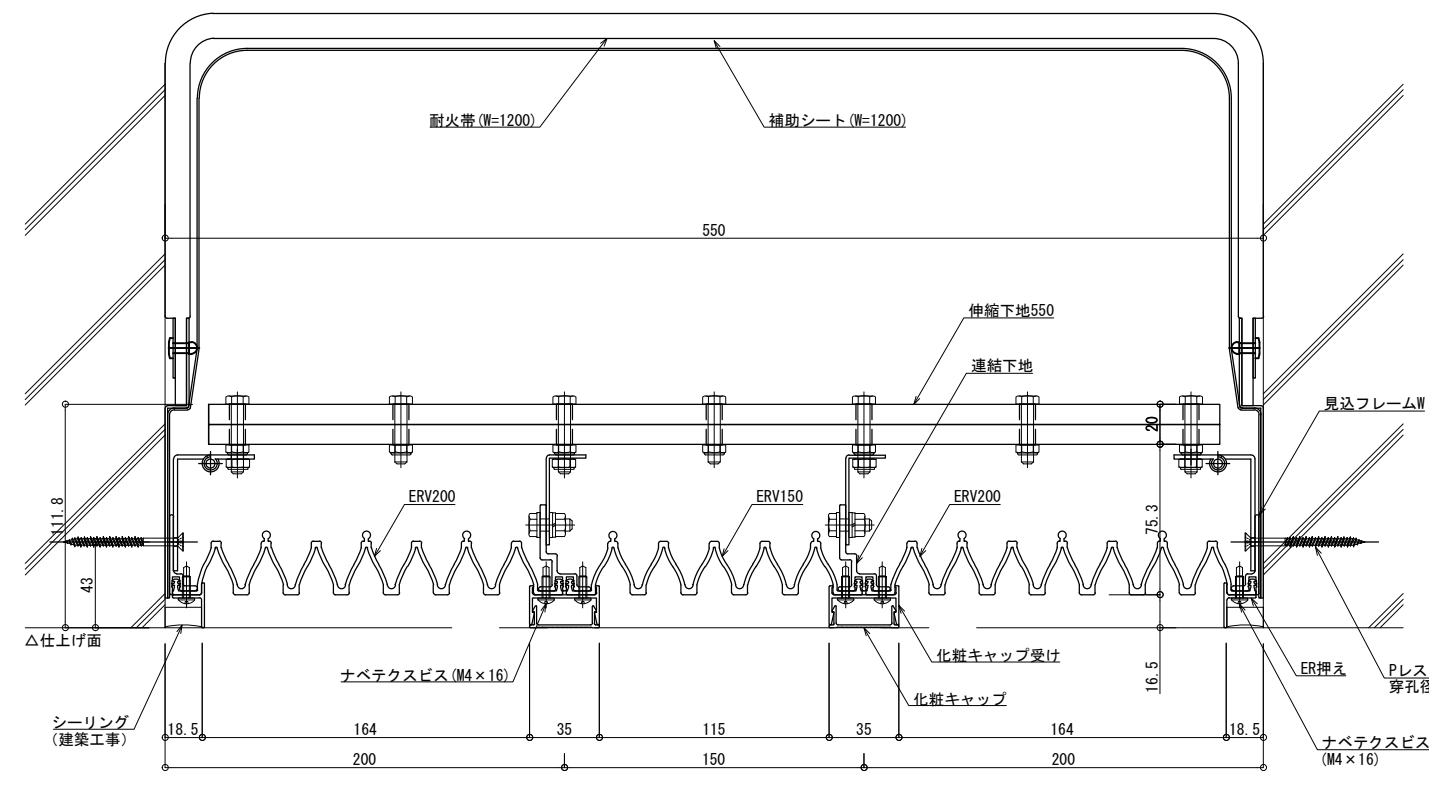 耐火帯(W=1200)
補助シート(W=1200)
550
伸縮下地550
連結下地
見込フレームW
20
111.8
ERV200
ERV150
ERV200
75.3
43
△仕上げ面
16.5
ナベテクスビス(M4×16)
化粧キャップ受け
ER押え
Pレス
穿孔径
化粧キャップ
シーリング
(建築工事)
18.5
164
35
115
35
164
18.5
ナベテクスビス
(M4×16)
200
150
200